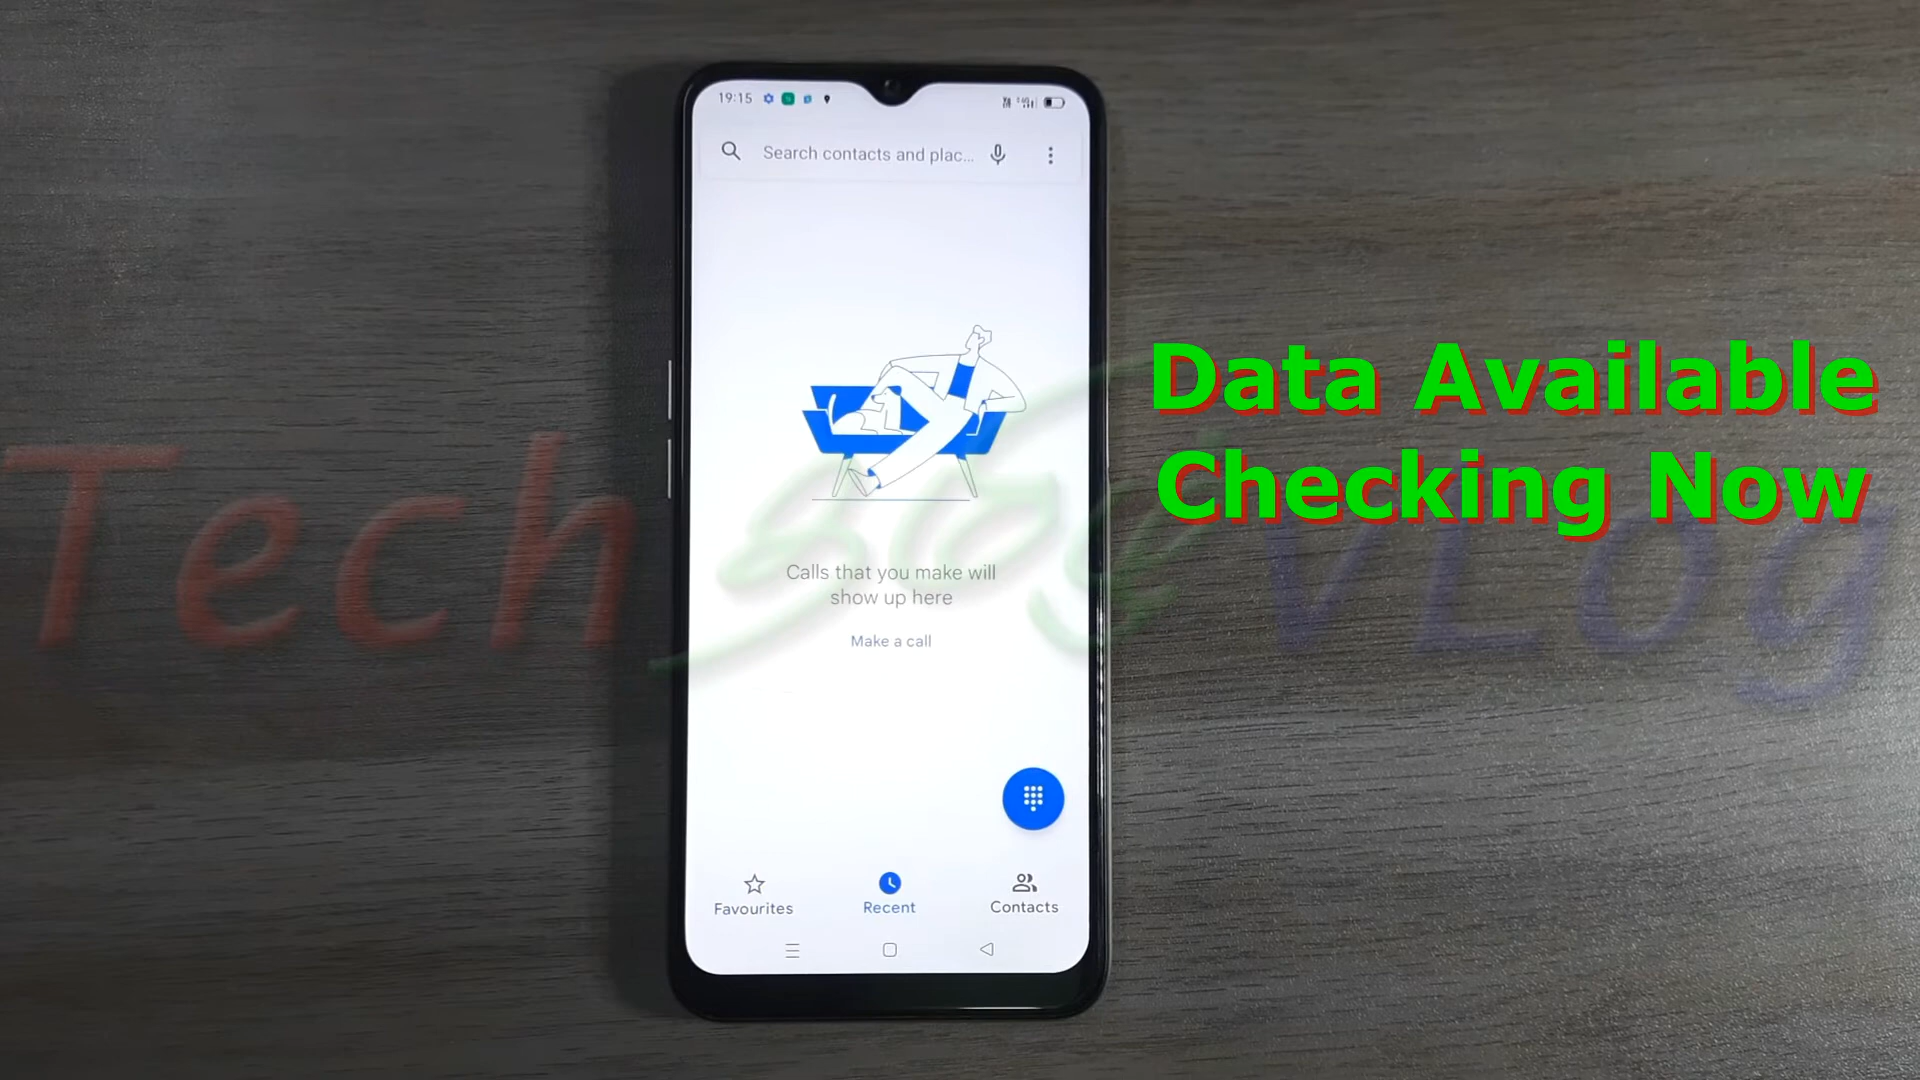 19:15
Search contacts and plac...
Data Available
Checking Now
Tech Blog vLog
Calls that you make will
show up here
Make a call
Favourites
Recent
Contacts